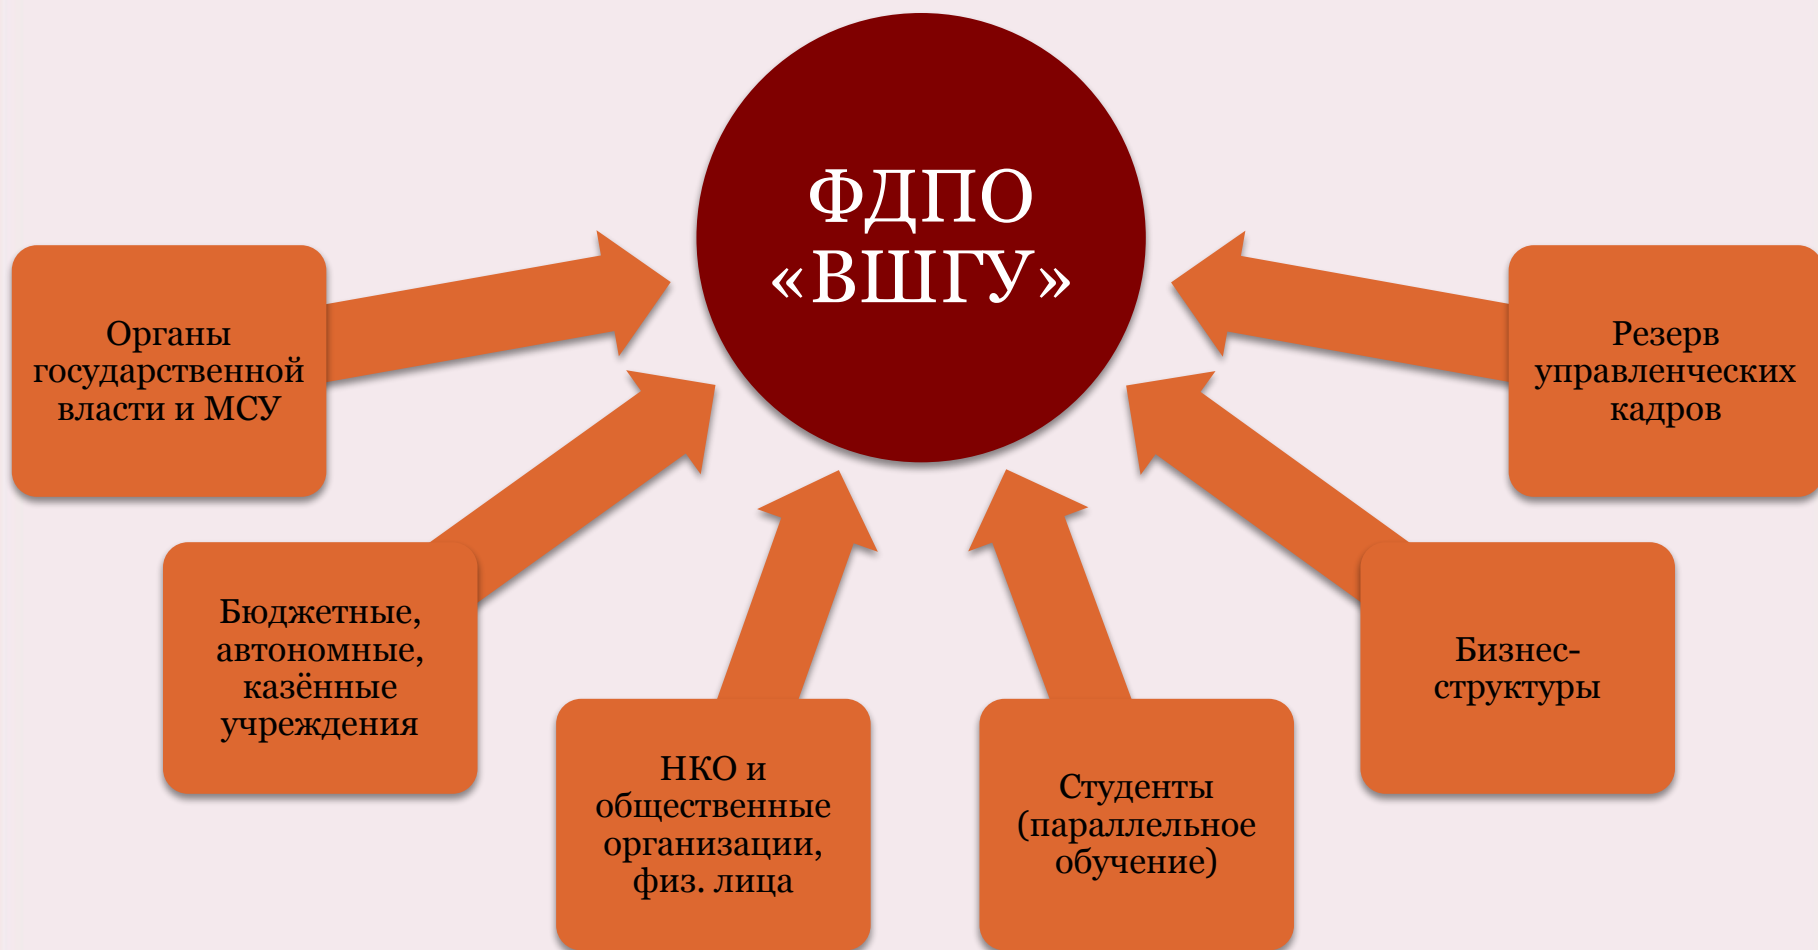 ФДПО
«ВШГУ»
Органы
государственной
власти и МСУ
Бюджетные,
автономные,
казённые
учреждения
НКО и
общественные
организации,
физ. лица
Студенты
(параллельное
обучение)
Бизнес-
структуры
Резерв
управленческих
кадров